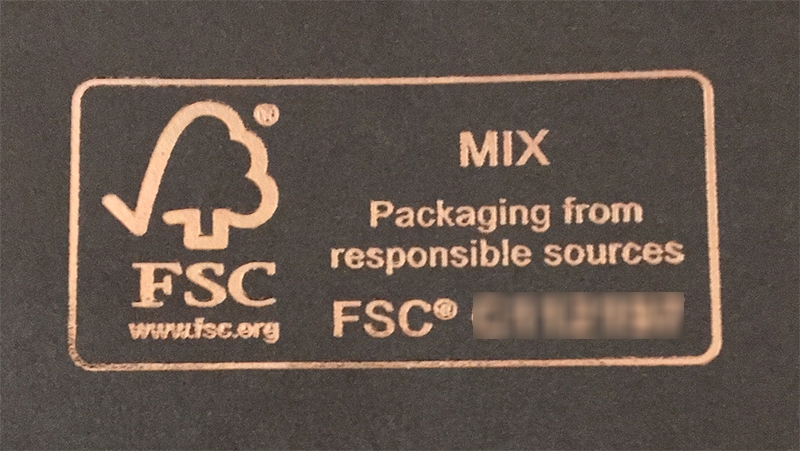 FSC
www.fsc.org
MIX
Packaging from
responsible sources
FSC®